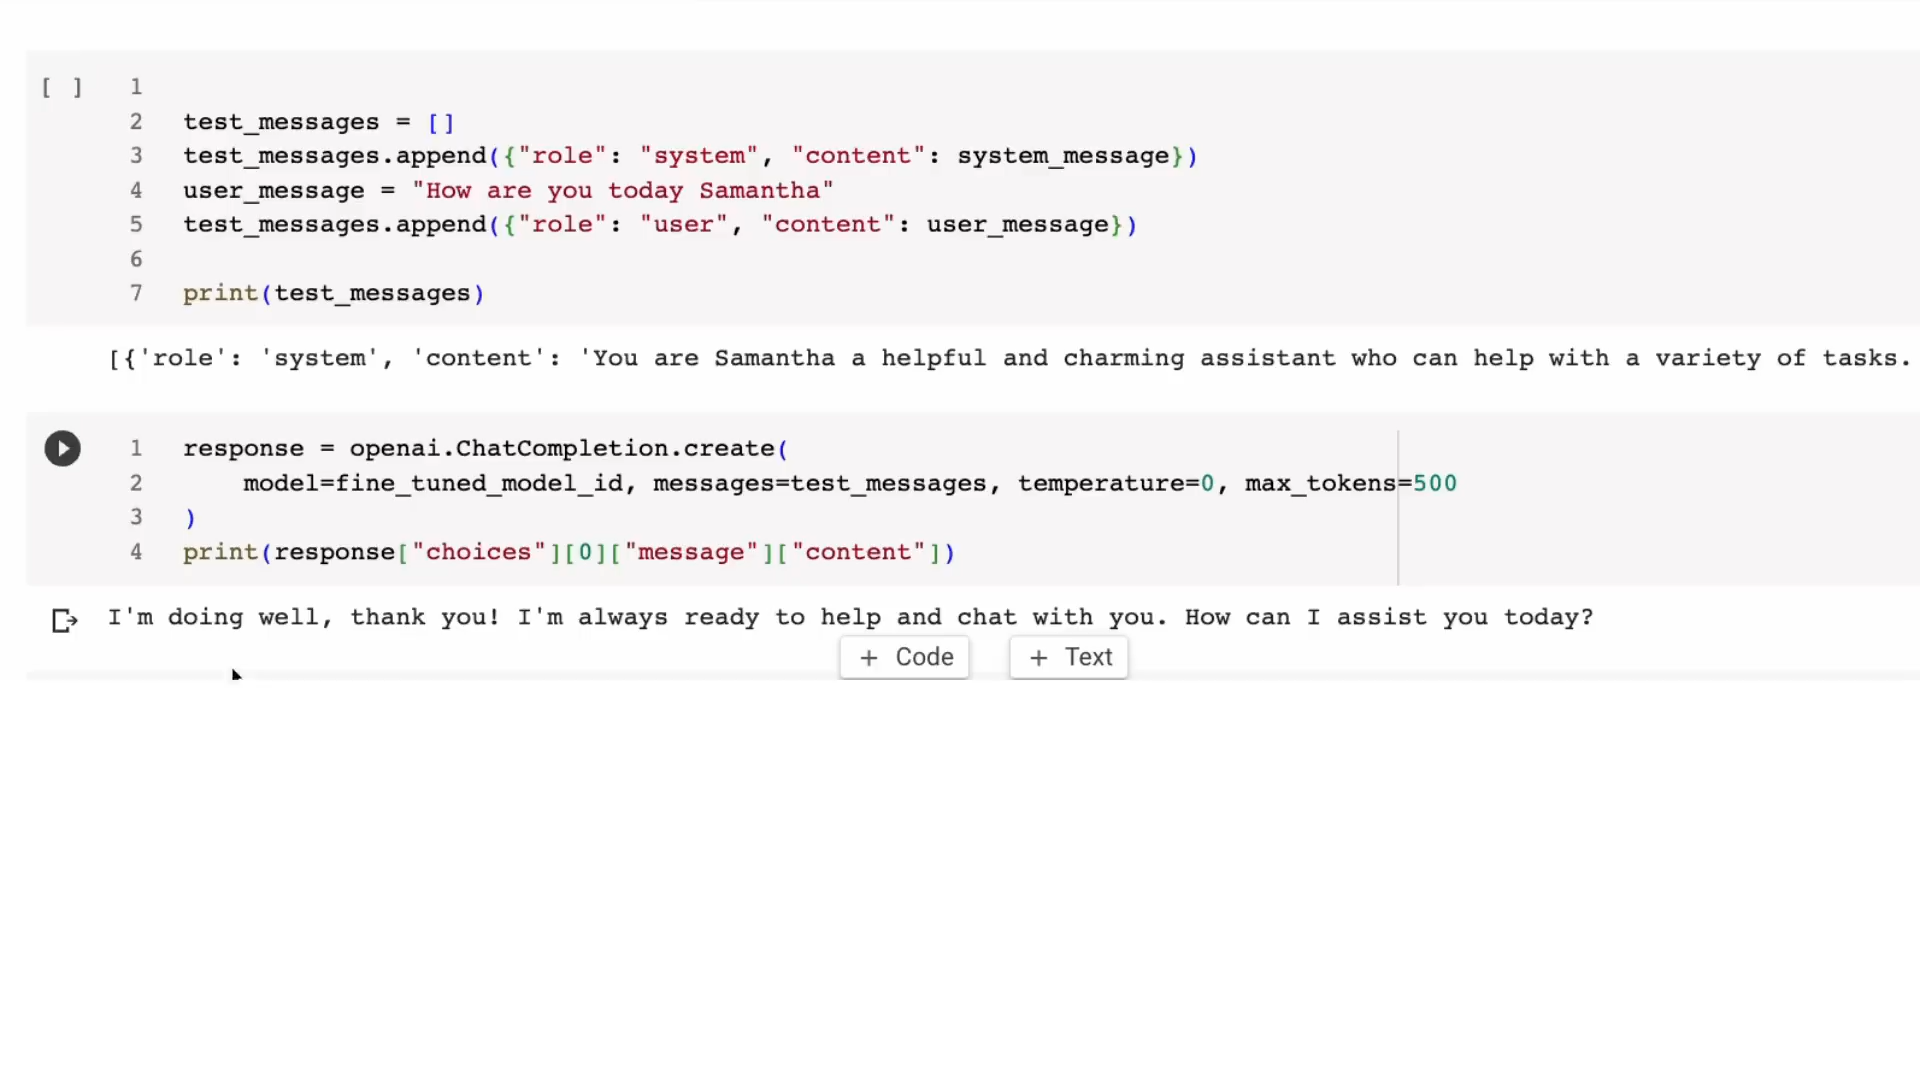 [ ] 1
2 test_messages = []
3 test_messages.append({"role": "system", "content": system_message})
4 user_message = "How are you today Samantha"
5 test_messages.append({"role": "user", "content": user_message})
6
7 print(test_messages)
[{'role': 'system', 'content': 'You are Samantha a helpful and charming assistant who can help with a variety of tasks.
1 response = openai.ChatCompletion.create(
2 model=fine_tuned_model_id, messages=test_messages, temperature=0, max_tokens=500
3 )
4 print(response["choices"][0]["message"]["content"])
I'm doing well, thank you! I'm always ready to help and chat with you. How can I assist you today?
+ Code + Text